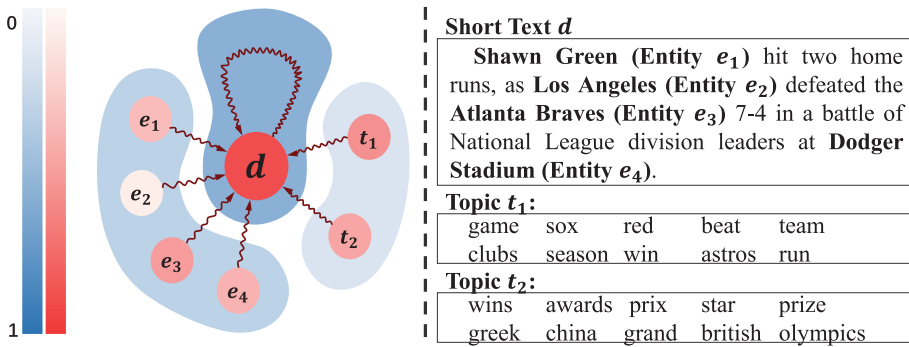 0
1
e₁
e₂
e₃
e₄
d
t₁
t₂
Short Text d
Shawn Green (Entity e₁) hit two home
runs, as Los Angeles (Entity e₂) defeated the
Atlanta Braves (Entity e₃) 7-4 in a battle of
National League division leaders at Dodger
Stadium (Entity e₄).
Topic t₁:
game sox red beat team
clubs season win astros run
Topic t₂:
wins awards prix star prize
greek china grand british olympics